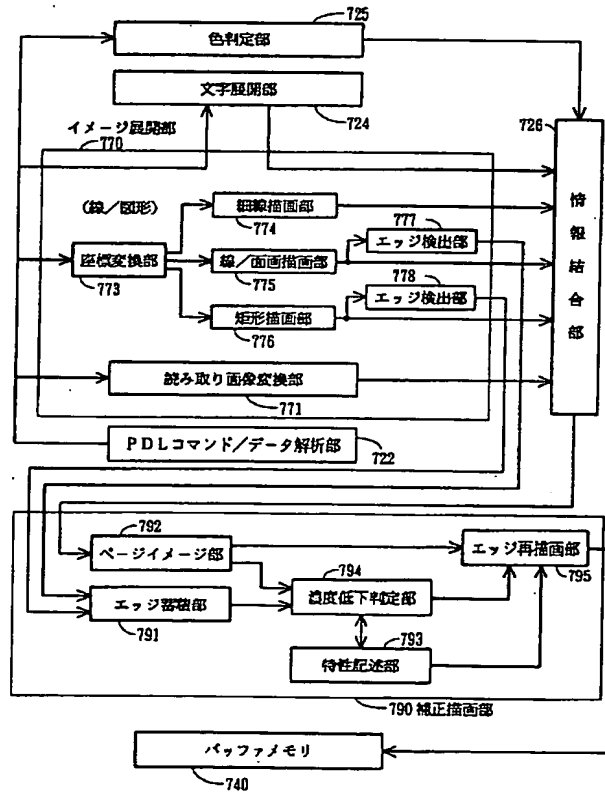 725
色判定部
文字展開部
724
イメージ展開部
770
726
(線/図形)
細線描画部
774
777
エッジ検出部
座標変換部
773
線/面画描画部
775
778
エッジ検出部
矩形描画部
776
情報結合部
読み取り画像変換部
771
PDLコマンド/データ解析部
722
792
ページイメージ部
エッジ再描画部
795
794
濃度低下判定部
エッジ蓄積部
791
793
特性記述部
790 補正描画部
バッファメモリ
740